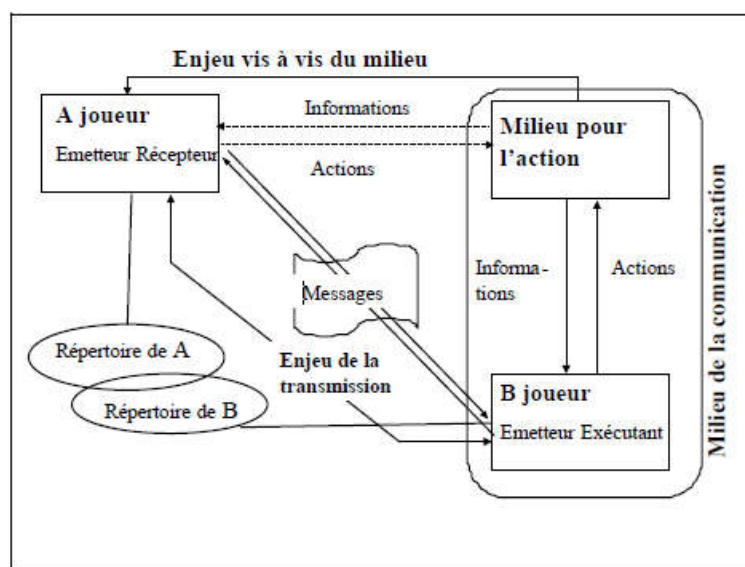 Enjeu vis à vis du milieu
A joueur
Emetteur Récepteur
Informations
Actions
Milieu pour
l'action
Informa-
tions
Actions
Messages
Répertoire de A
Répertoire de B
Enjeu de la
transmission
B joueur
Emetteur Exécutant
Milieu de la communication